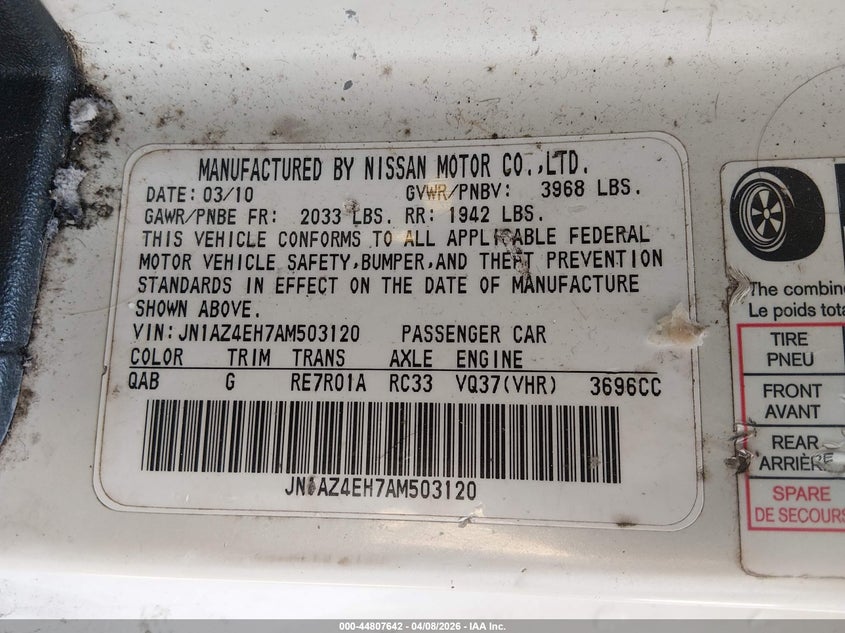 MANUFACTURED BY NISSAN MOTOR CO.,LTD.
DATE: 03/10 GVWR/PNBV: 3968 LBS.
GAWR/PNBE FR: 2033 LBS. RR: 1942 LBS.
THIS VEHICLE CONFORMS TO ALL APPLICABLE FEDERAL
MOTOR VEHICLE SAFETY,BUMPER,AND THEFT PREVENTION
STANDARDS IN EFFECT ON THE DATE OF MANUFACTURE
SHOWN ABOVE.
VIN:JN1AZ4EH7AM503120 PASSENGER CAR
COLOR TRIM TRANS AXLE ENGINE
QAB G RE7R01A RC33 VQ37(VHR) 3696CC
JN1AZ4EH7AM503120
The combine
Le poids tota
TIRE
PNEU
FRONT
AVANT
REAR
ARRIÈRE
SPARE
DE SECOURS
000-44807642 | 04/08/2026 | IAA Inc.